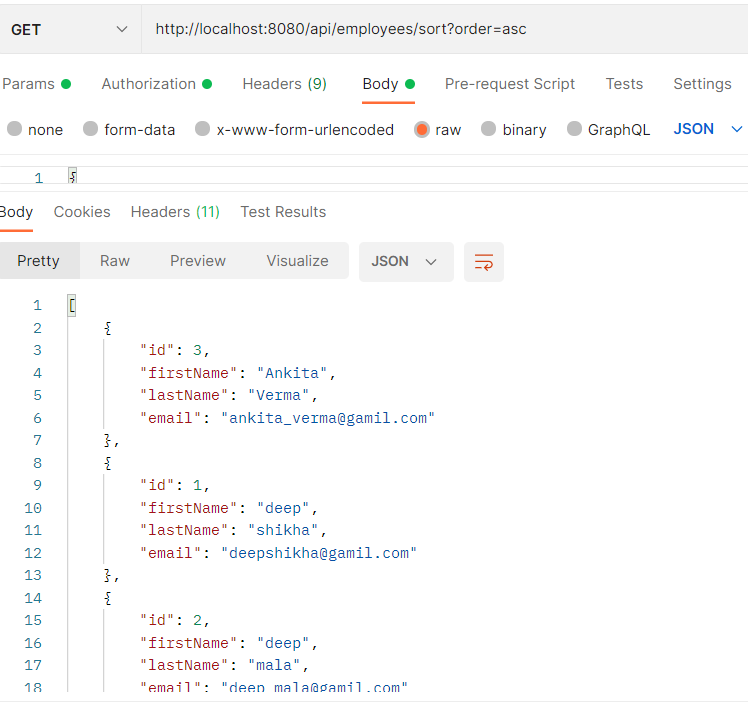 GET http://localhost:8080/api/employees/sort?order=asc
Params Authorization Headers (9) Body Pre-request Script Tests Settings
none form-data x-www-form-urlencoded raw binary GraphQL JSON
1 {
Body Cookies Headers (11) Test Results
Pretty Raw Preview Visualize JSON
1 [
2 {
3 "id": 3,
4 "firstName": "Ankita",
5 "lastName": "Verma",
6 "email": "ankita_verma@gamil.com"
7 },
8 {
9 "id": 1,
10 "firstName": "deep",
11 "lastName": "shikha",
12 "email": "deepshikha@gamil.com"
13 },
14 {
15 "id": 2,
16 "firstName": "deep",
17 "lastName": "mala",
18 "email": "deep_mala@gamil.com"